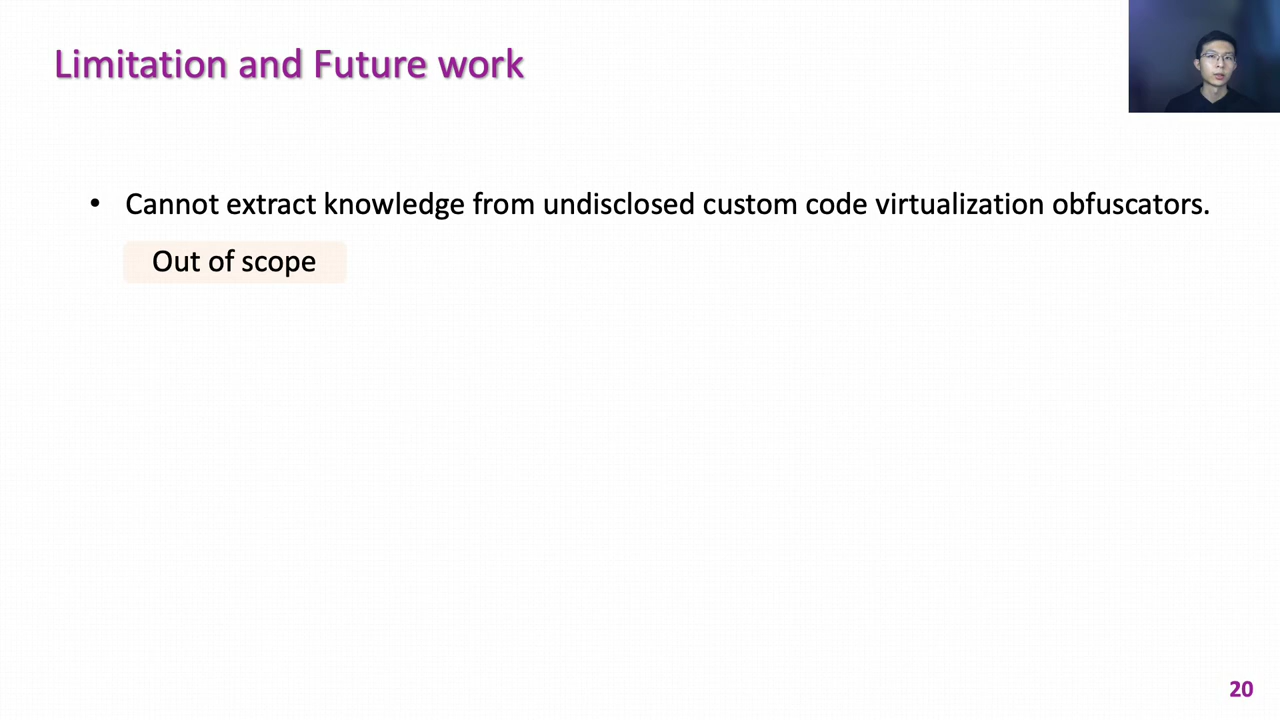 Limitation and Future work
• Cannot extract knowledge from undisclosed custom code virtualization obfuscators.
Out of scope
20